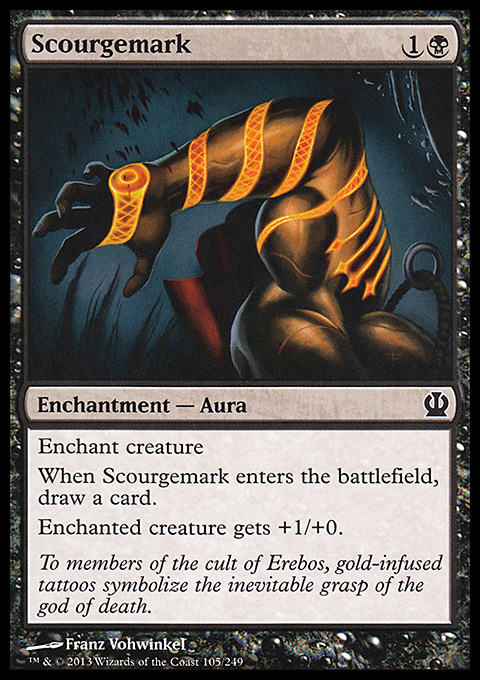 Scourgemark 1
Enchantment — Aura
Enchant creature
When Scourgemark enters the battlefield,
draw a card.
Enchanted creature gets +1/+0.
To members of the cult of Erebos, gold-infused
tattoos symbolize the inevitable grasp of the
god of death.
Franz Vohwinkel
™ & © 2013 Wizards of the Coast 105/249